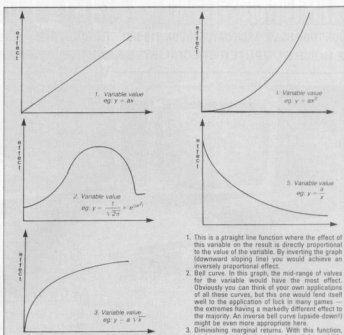 effect
effect
1. Variable value
eg: y = ax
4. Variable value
eg: y = ax²
effect
effect
2. Variable value
5. Variable value
effect
3. Variable value
eg: y = a √x
1. This is a straight line function where the effect of
this variable on the result is directly proportional
to the value of the variable. By inverting the graph
(downward sloping line) you would achieve an
inversely proportional effect.
2. Bell curve. In this graph, the mid-range of values
for the variable would have the most effect.
Obviously you can think of your own applications
of all these curves, but this one would lend itself
well to the application of luck in many games —
the extremes having a markedly different effect to
the majority. An inverse bell curve (upside-down!)
might be even more appropriate here.
3. Diminishing marginal returns. With this function,